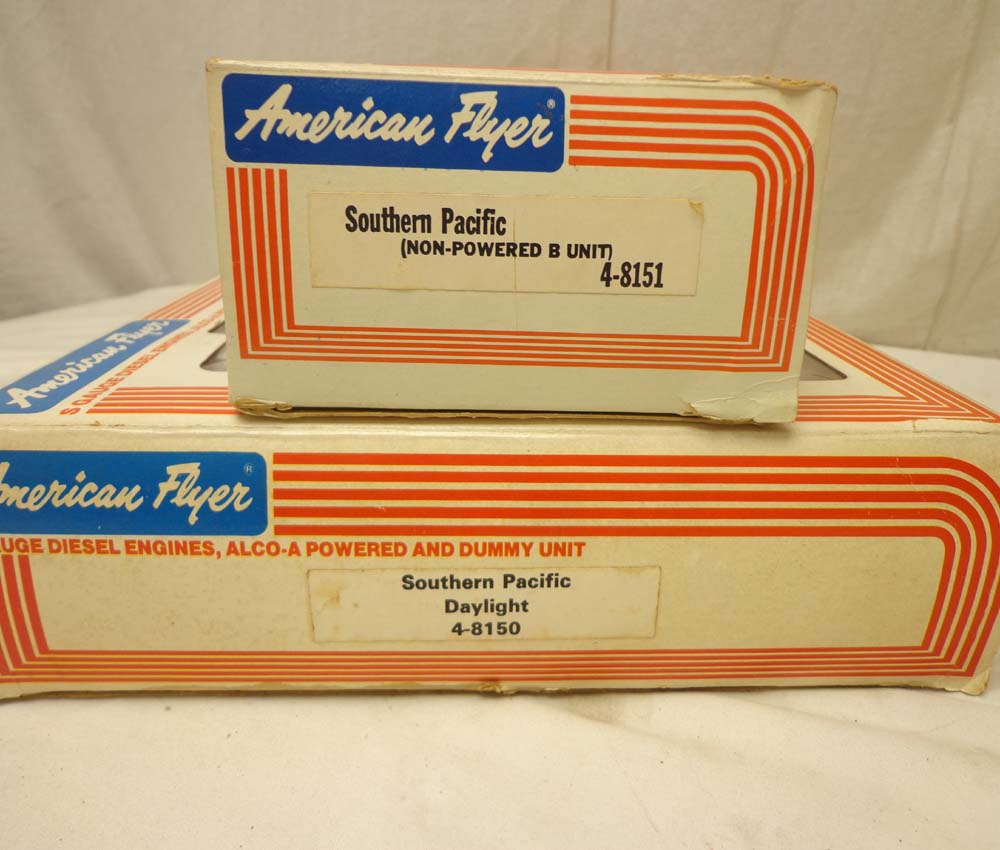 American Flyer®
Southern Pacific
(NON-POWERED B UNIT)
4-8151
American Flyer
S GAUGE DIESEL ENGINES,
American Flyer®
DIESEL ENGINES, ALCO-A POWERED AND DUMMY UNIT
Southern Pacific
Daylight
4-8150